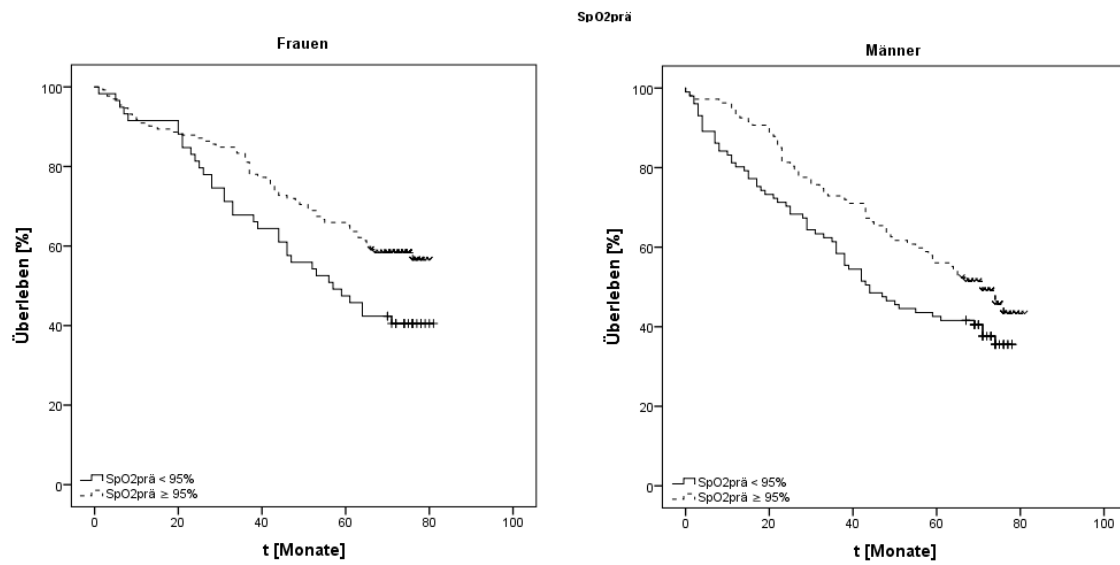 SpO2prä
Frauen
Überleben [%]
100
80
60
40
20
0
SpO2prä < 95%
SpO2prä ≥ 95%
0 20 40 60 80 100
t [Monate]
Männer
Überleben [%]
100
80
60
40
20
0
SpO2prä < 95%
SpO2prä ≥ 95%
0 20 40 60 80 100
t [Monate]